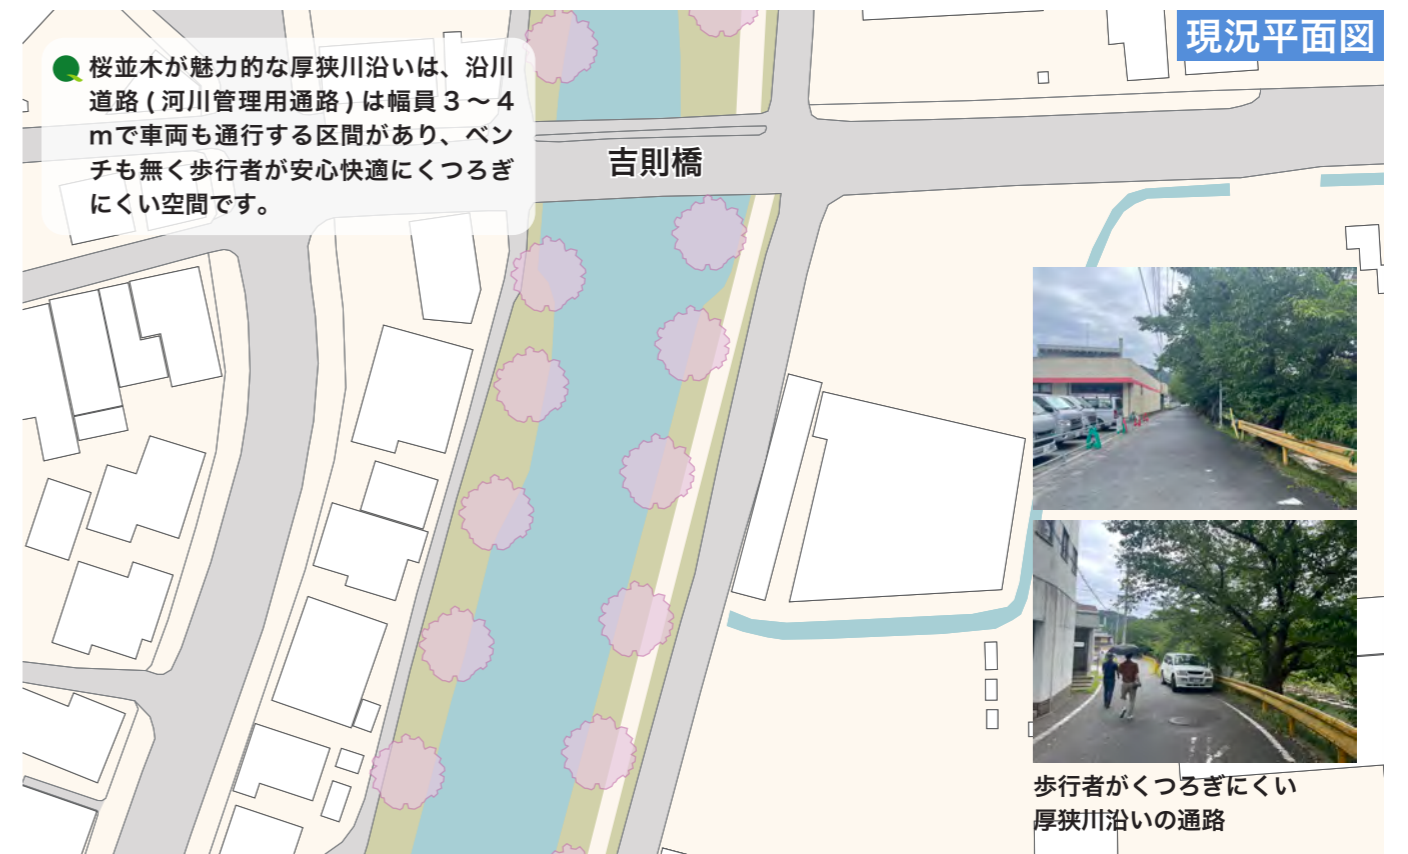 現況平面図
桜並木が魅力的な厚狭川沿いは、沿川
道路(河川管理用通路)は幅員3〜4
mで車両も通行する区間があり、ベン
チも無く歩行者が安心快適にくつろぎ
にくい空間です。
吉則橋
歩行者がくつろぎにくい
厚狭川沿いの通路